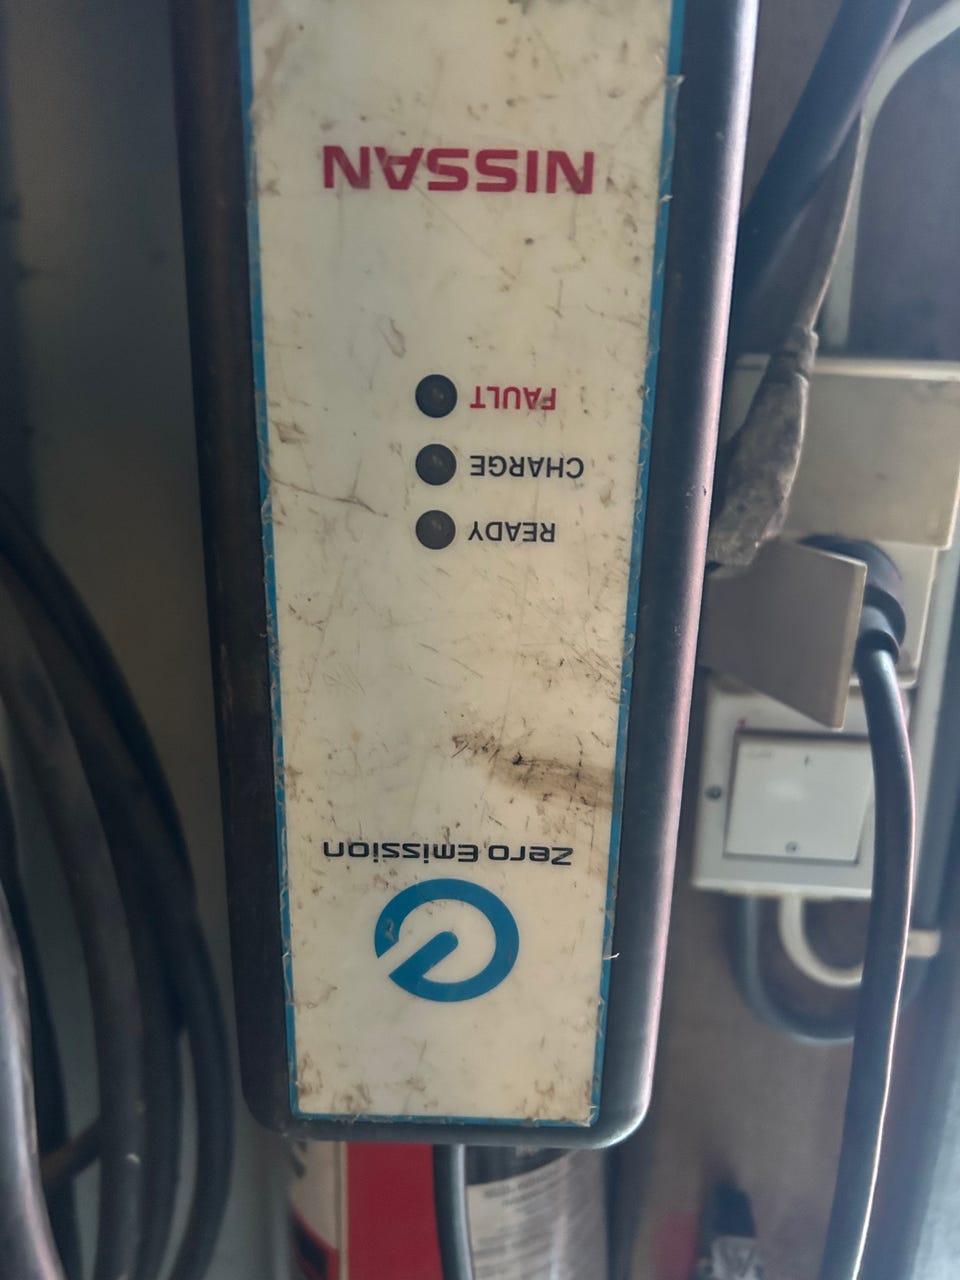 Zero Emission
READY
CHARGE
FAULT
NISSAN